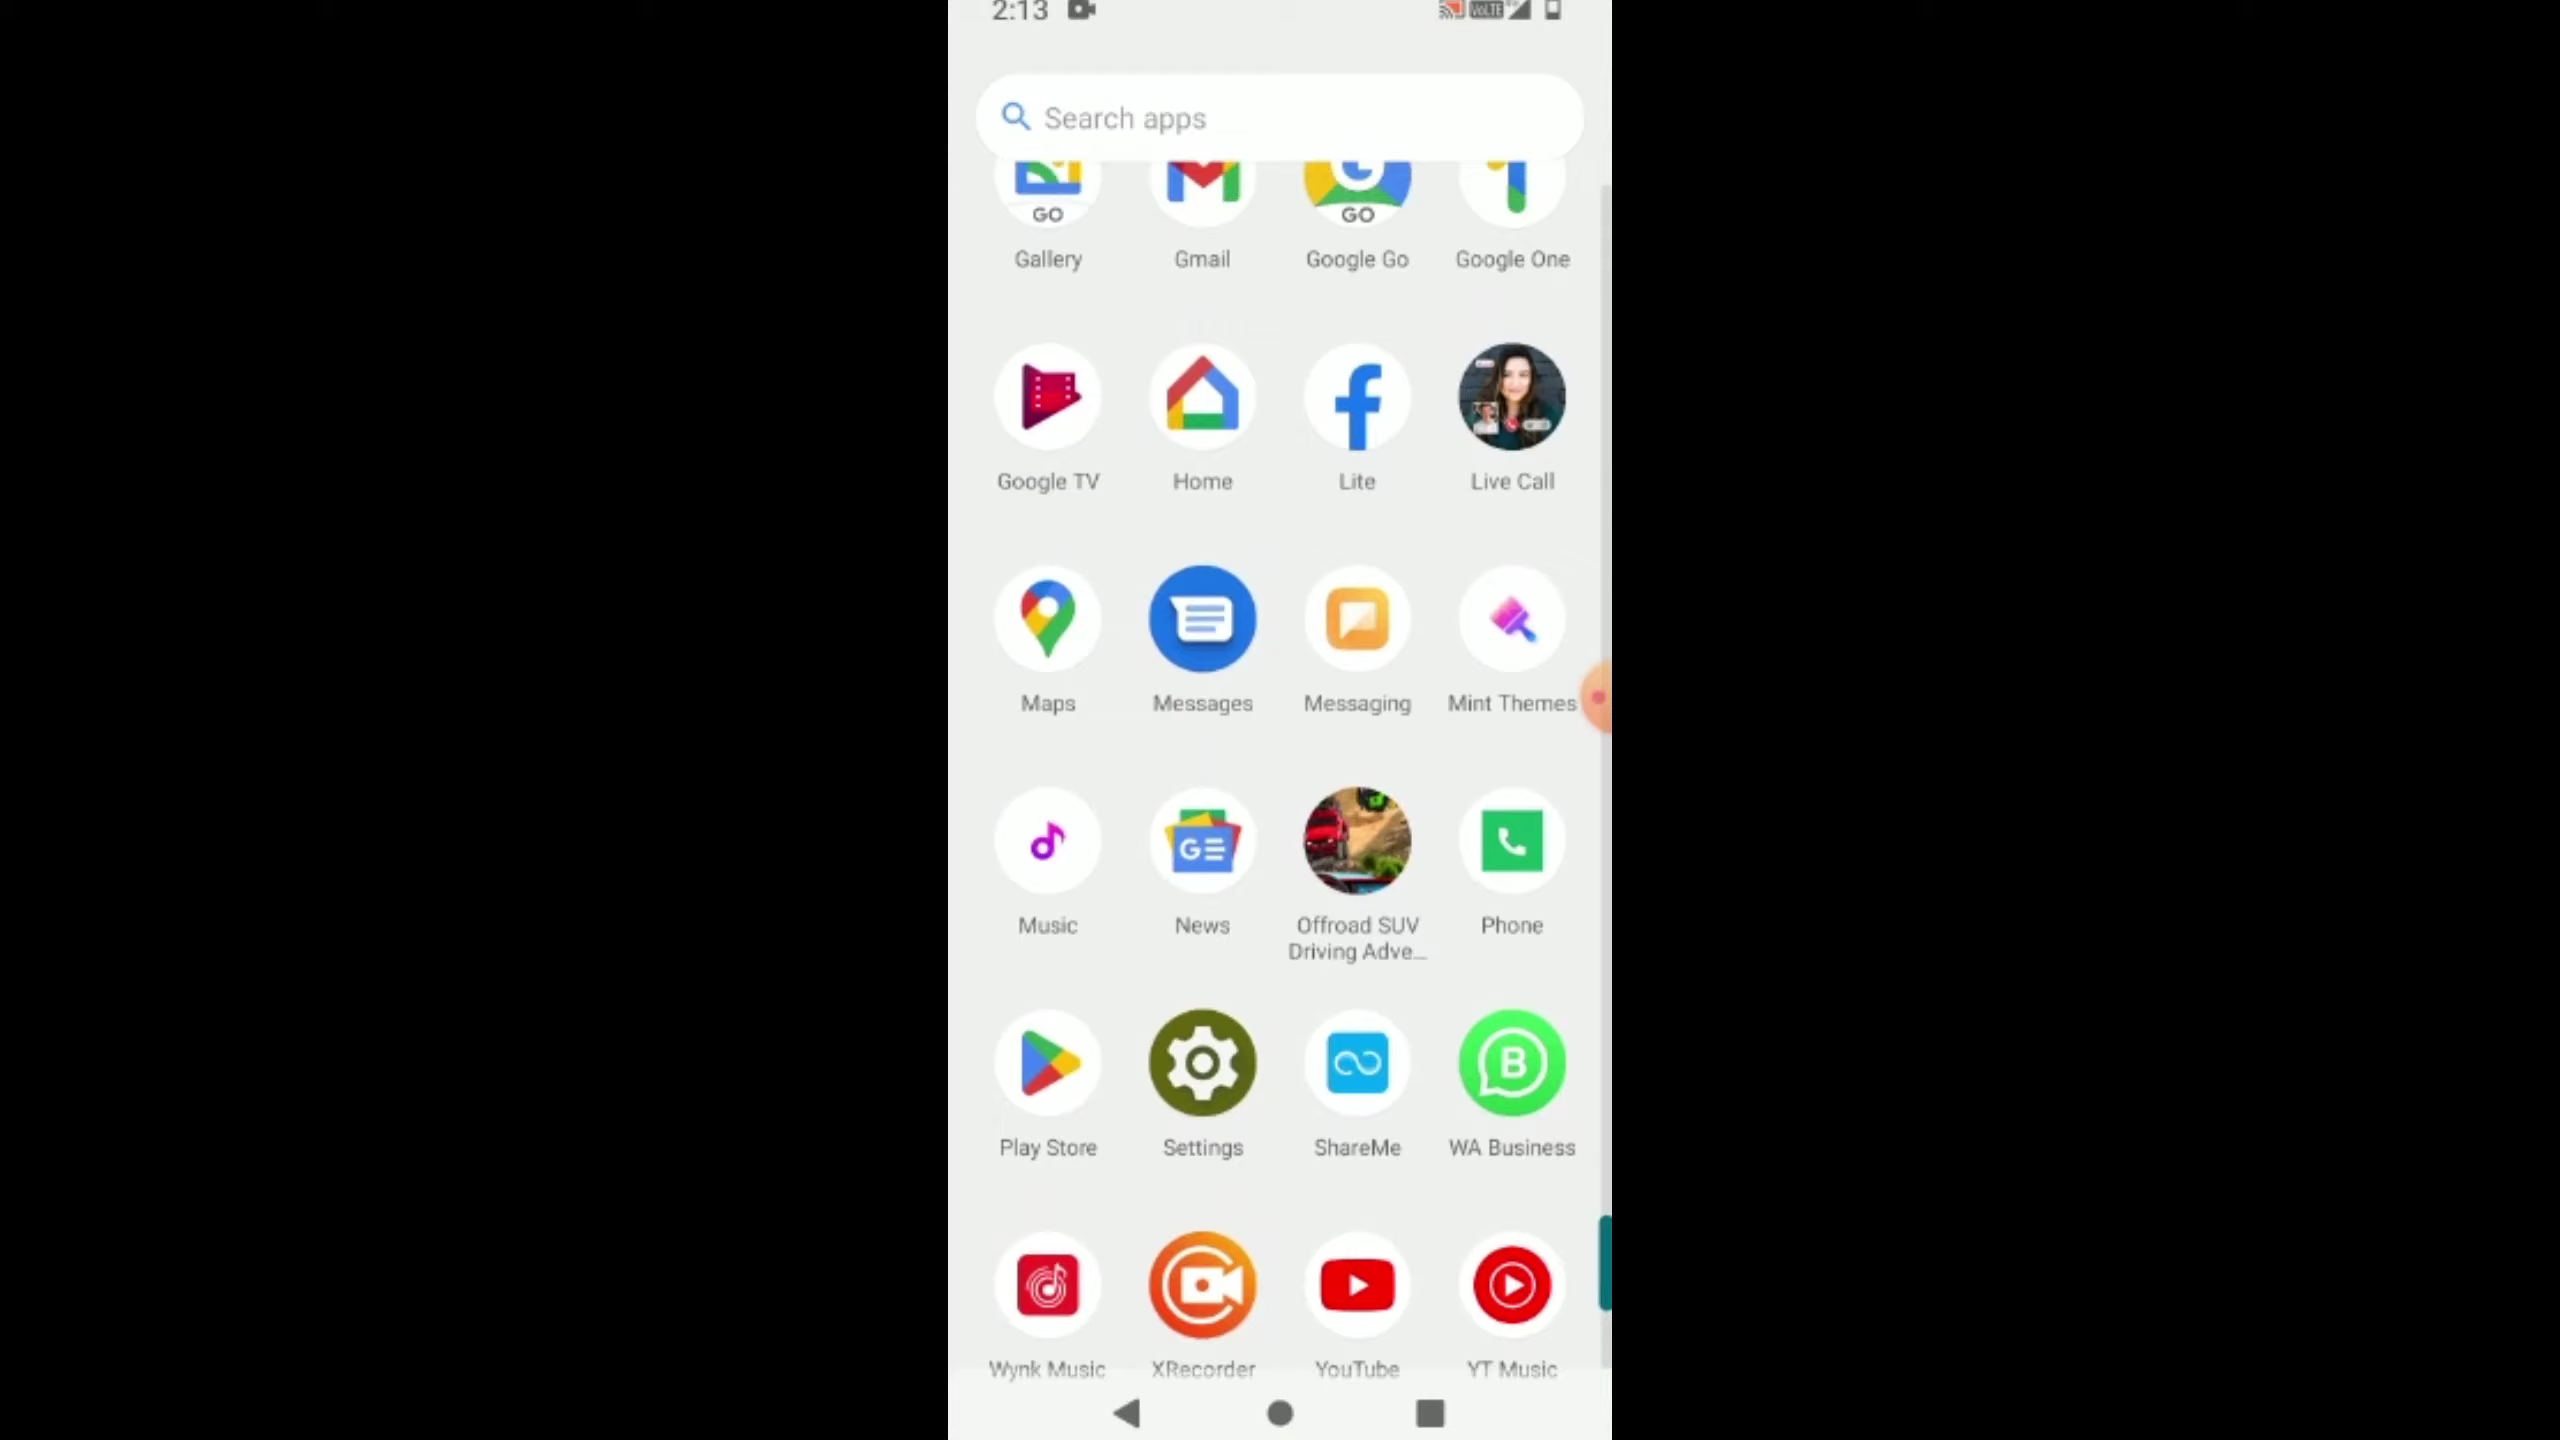 2:13 VoLTE
Search apps
GO GO
Gallery Gmail Google Go Google One
Google TV Home Lite Live Call
Maps Messages Messaging Mint Themes
GE
Music News Offroad SUV Phone
Driving Adve...
B
Play Store Settings ShareMe WA Business
Wynk Music XRecorder YouTube YT Music